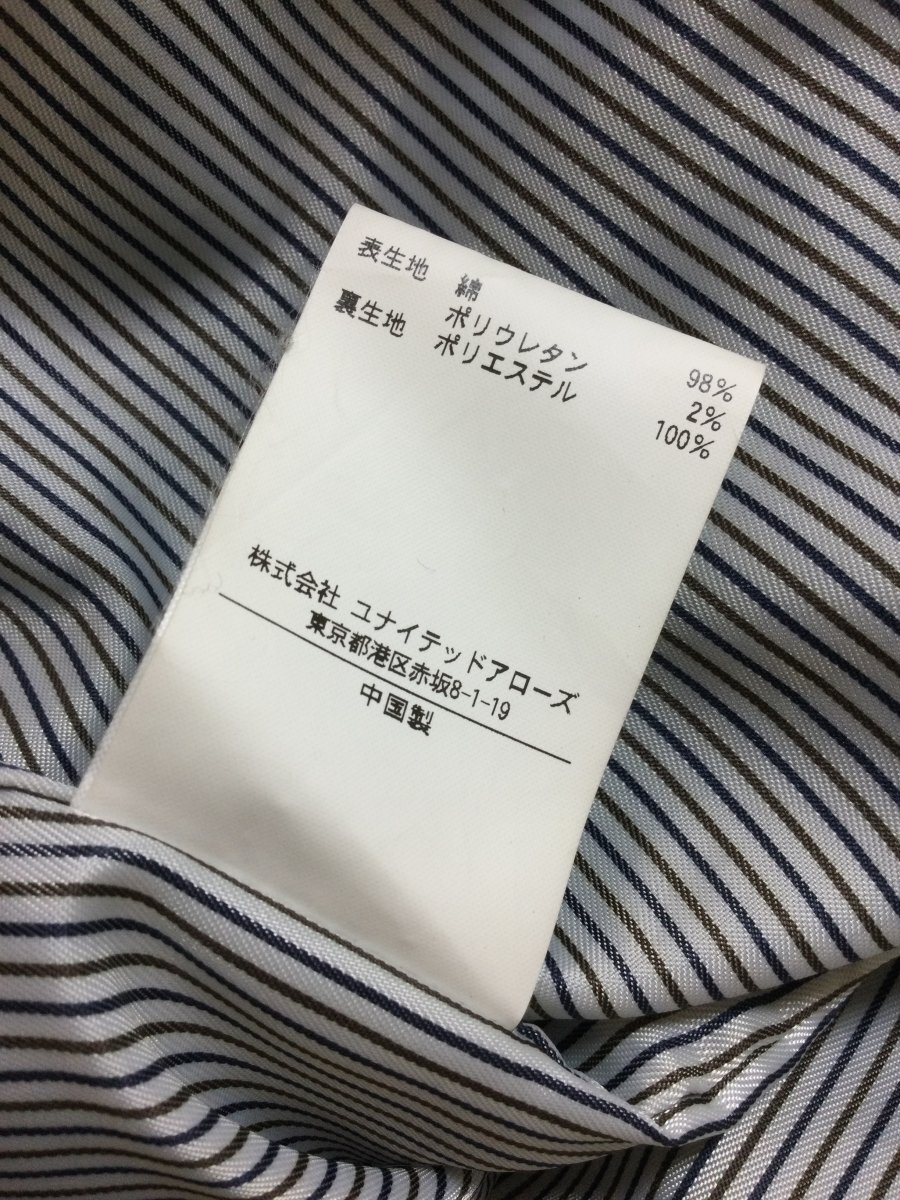 表生地 綿 98%
ポリウレタン 2%
裏生地 ポリエステル 100%
株式会社 ユナイテッドアローズ
東京都港区赤坂8-1-19
中国製